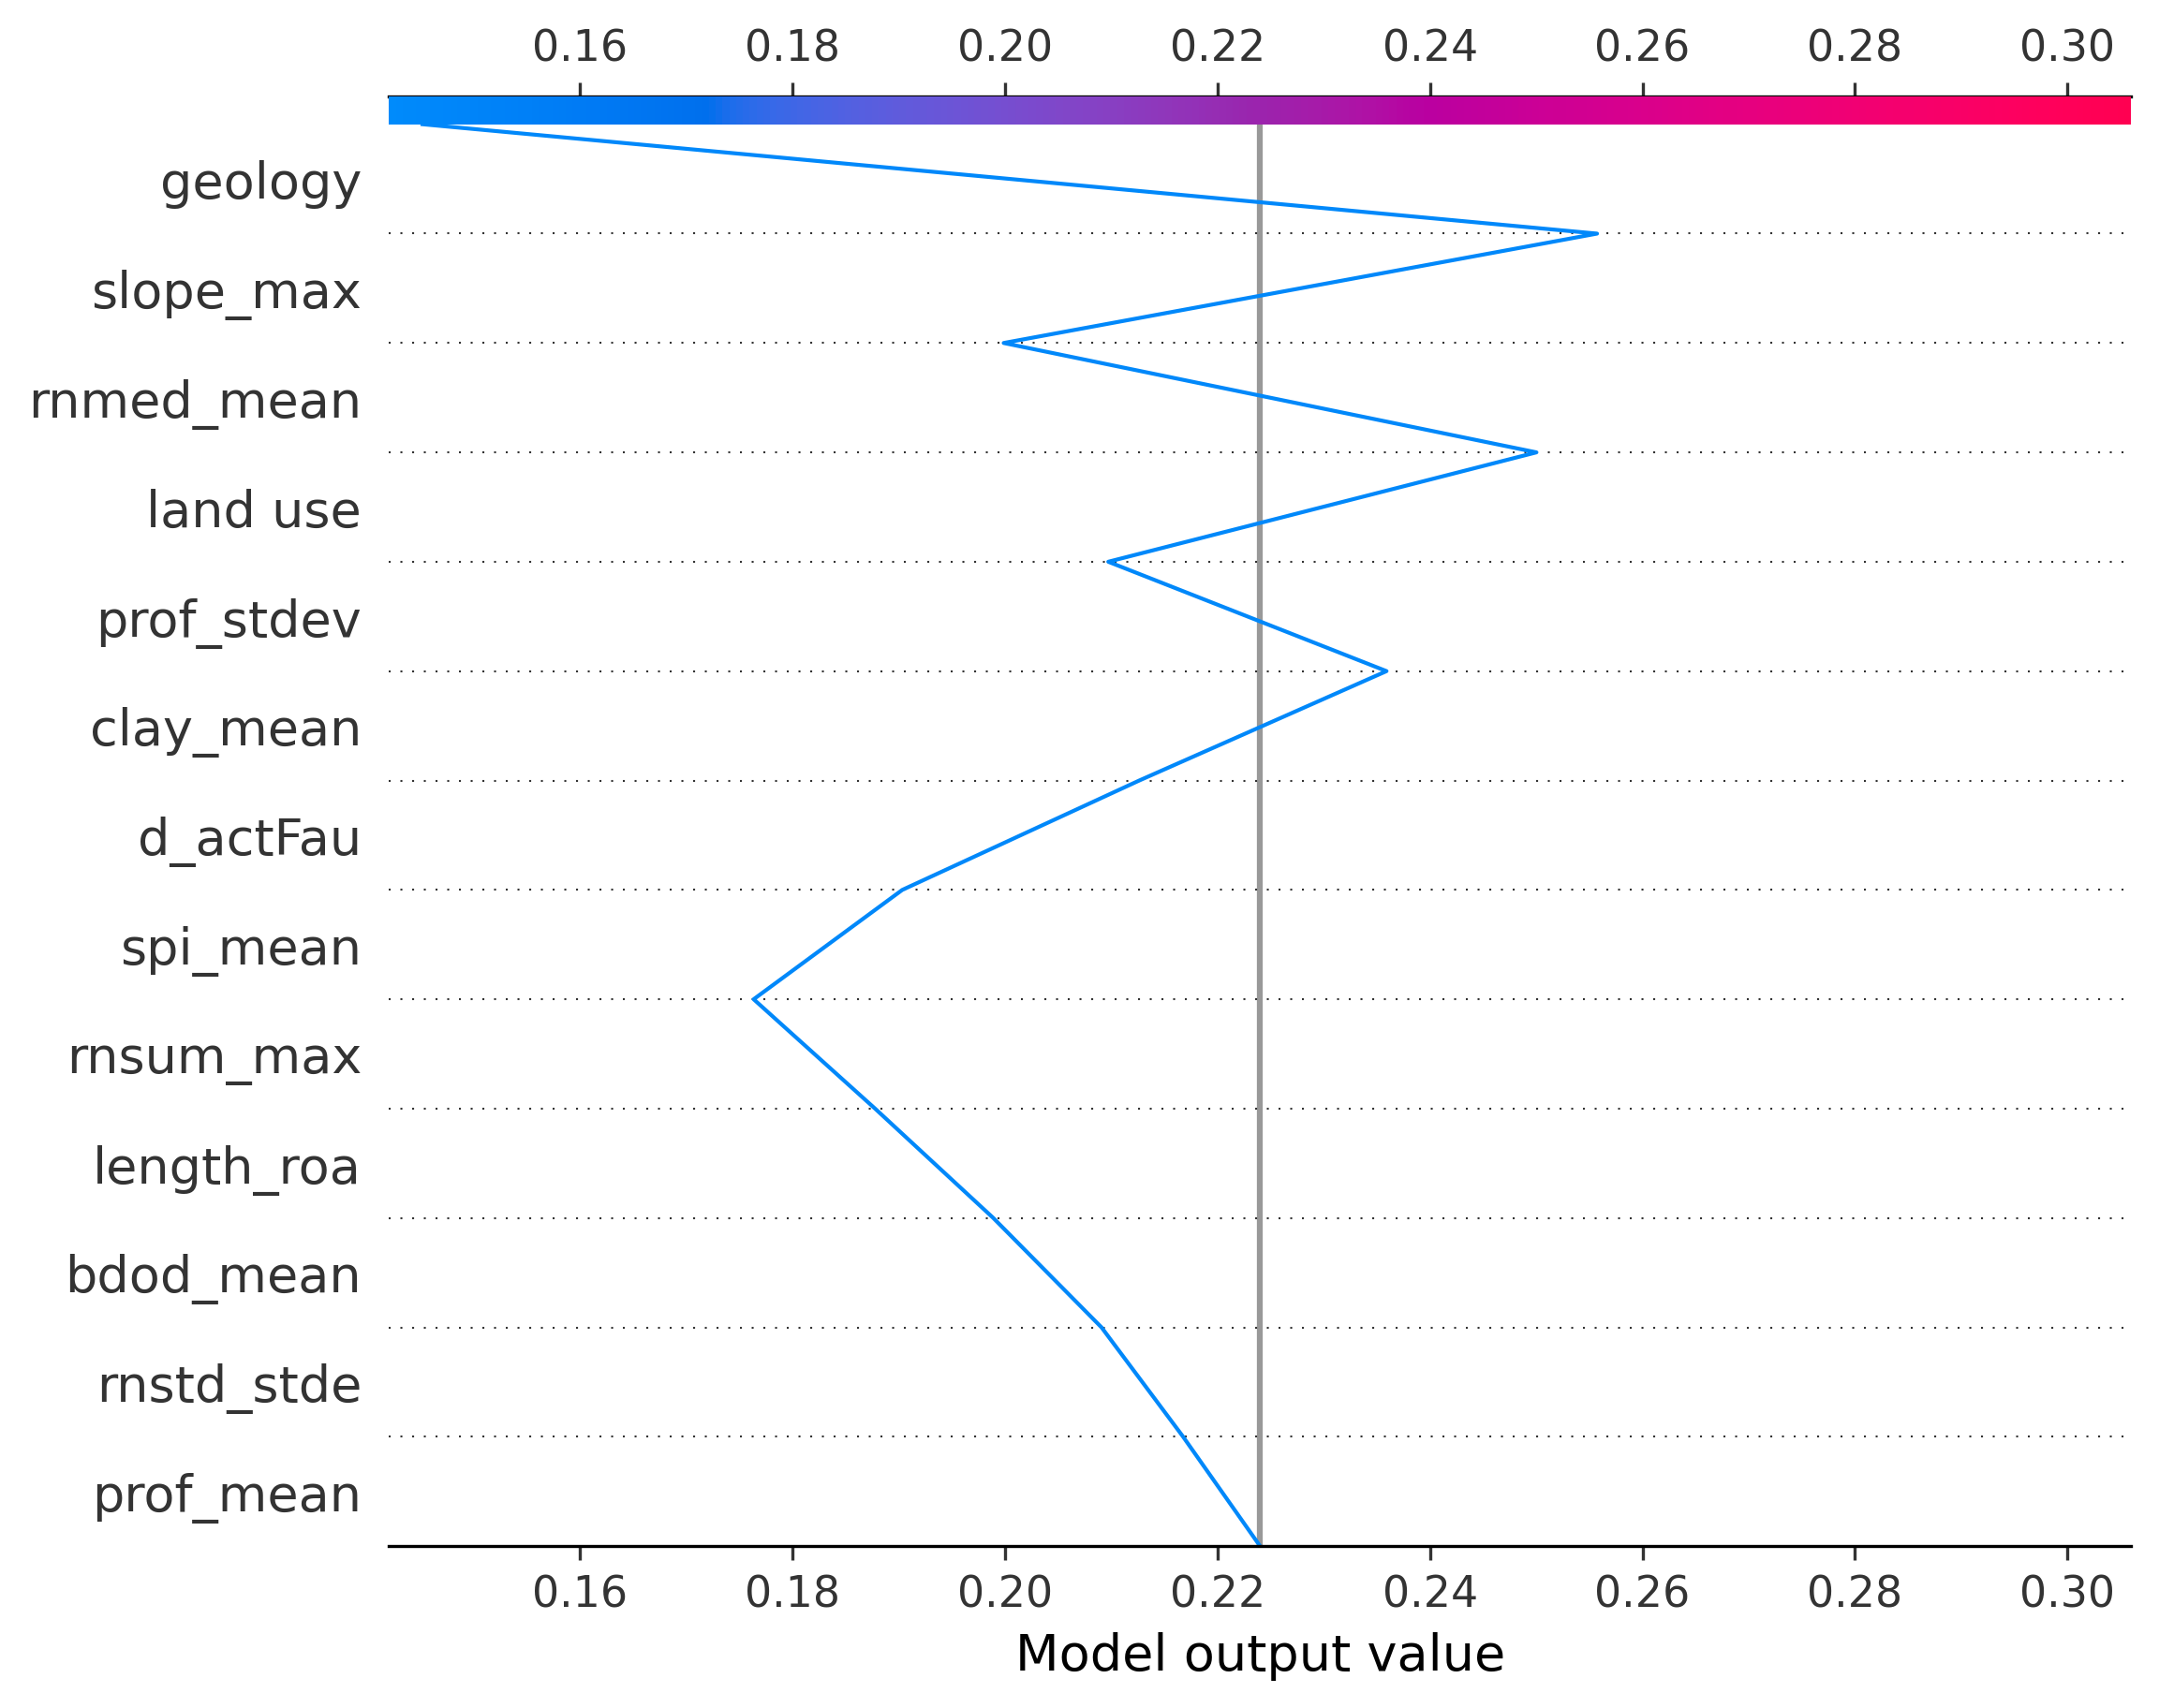 0.16 0.18 0.20 0.22 0.24 0.26 0.28 0.30
geology
slope_max
rnmed_mean
land use
prof_stdev
clay_mean
d_actFau
spi_mean
rnsum_max
length_roa
bdod_mean
rnstd_stde
prof_mean
0.16 0.18 0.20 0.22 0.24 0.26 0.28 0.30
Model output value